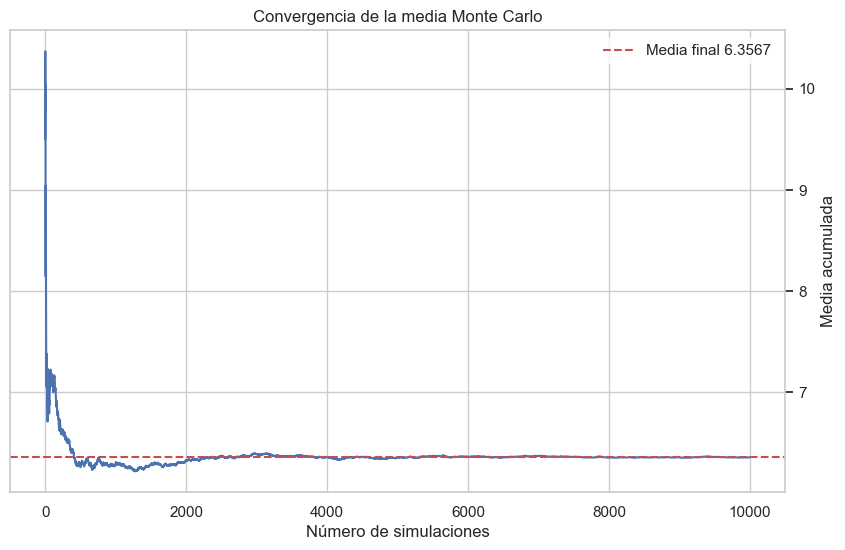 Convergencia de la media Monte Carlo
Media final 6.3567
10
9
8
7
Media acumulada
0
2000
4000
6000
8000
10000
Número de simulaciones